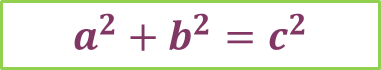 a² + b² = c²